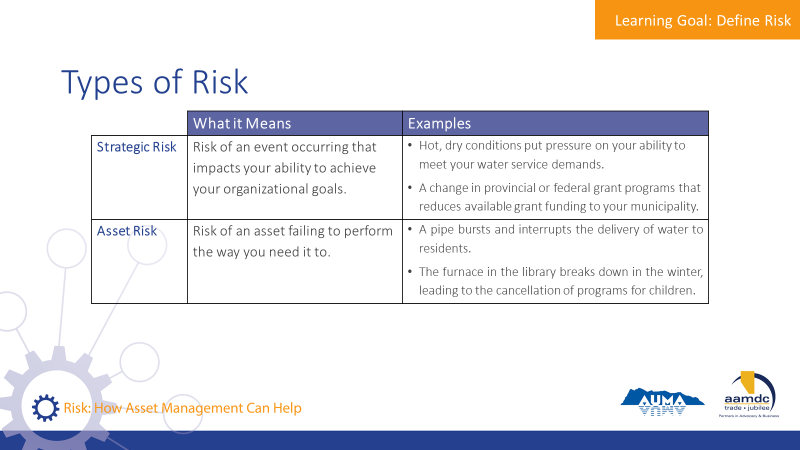 Learning Goal: Define Risk
Types of Risk
What it Means
Examples
Strategic Risk
Risk of an event occurring that
impacts your ability to achieve
your organizational goals.
• Hot, dry conditions put pressure on your ability to
meet your water service demands.
• A change in provincial or federal grant programs that
reduces available grant funding to your municipality.
Asset Risk
Risk of an asset failing to perform
the way you need it to.
• A pipe bursts and interrupts the delivery of water to
residents.
• The furnace in the library breaks down in the winter,
leading to the cancellation of programs for children.
Risk: How Asset Management Can Help
AUMA
aamdc
trade • jubilee
Partners in Advocacy & Business